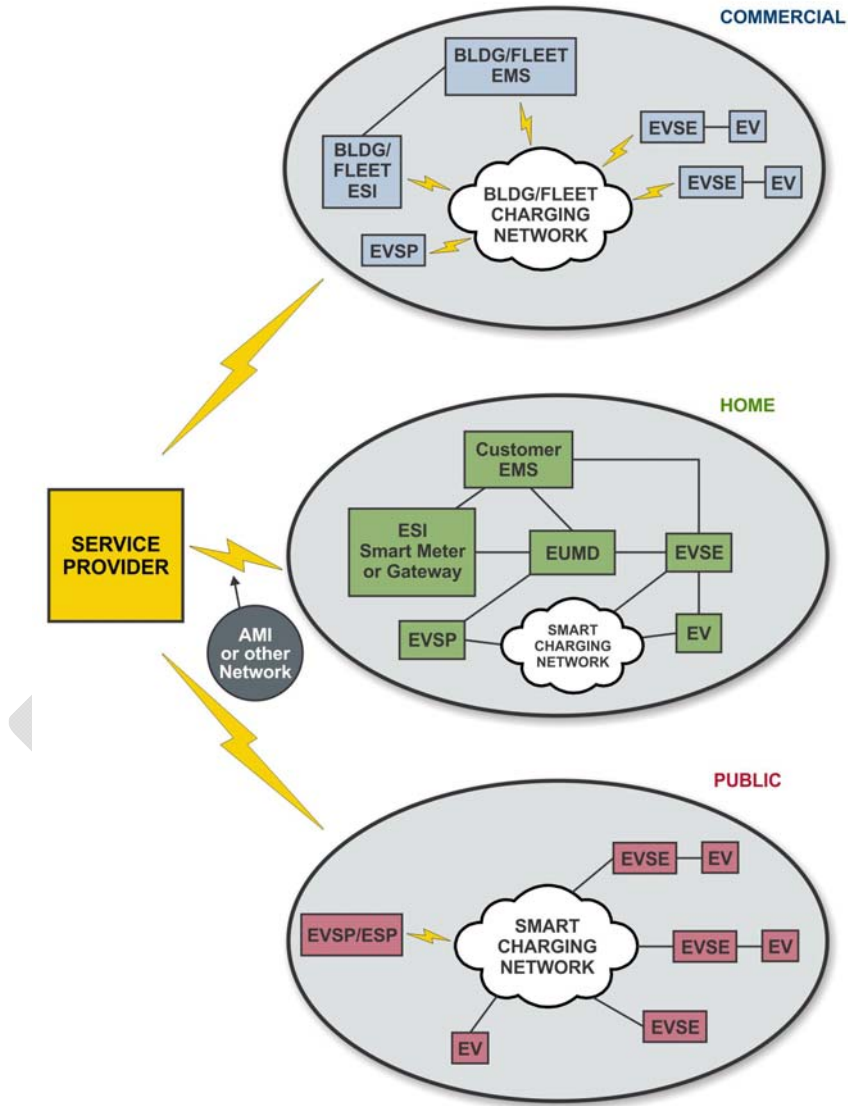 COMMERCIAL
BLDG/FLEET
EMS
EVSE
EV
BLDG/
FLEET
ESI
EVSE
EV
BLDG/FLEET
CHARGING
NETWORK
EVSP
HOME
Customer
EMS
SERVICE
PROVIDER
ESI
Smart Meter
or Gateway
EUMD
EVSE
AMI
or other
Network
EVSP
SMART
CHARGING
NETWORK
EV
PUBLIC
EVSE
EV
EVSP/ESP
SMART
CHARGING
NETWORK
EVSE
EV
EVSE
EV